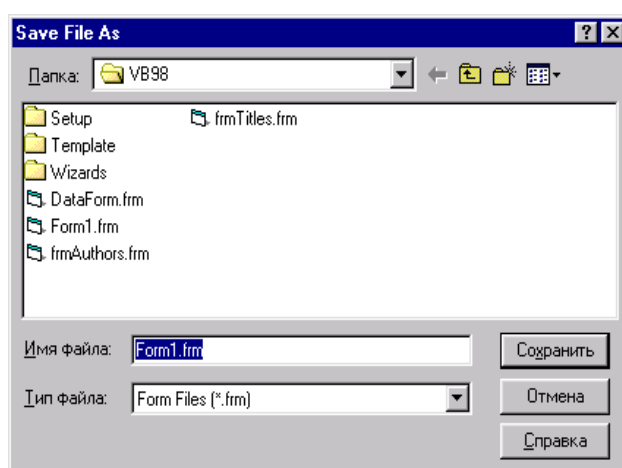 Save File As
Папка: VB98
Setup frmTitles.frm
Template
Wizards
DataForm.frm
Form1.frm
frmAuthors.frm
Имя файла: Form1.frm Сохранить
Тип файла: Form Files (*.frm) Отмена
Справка